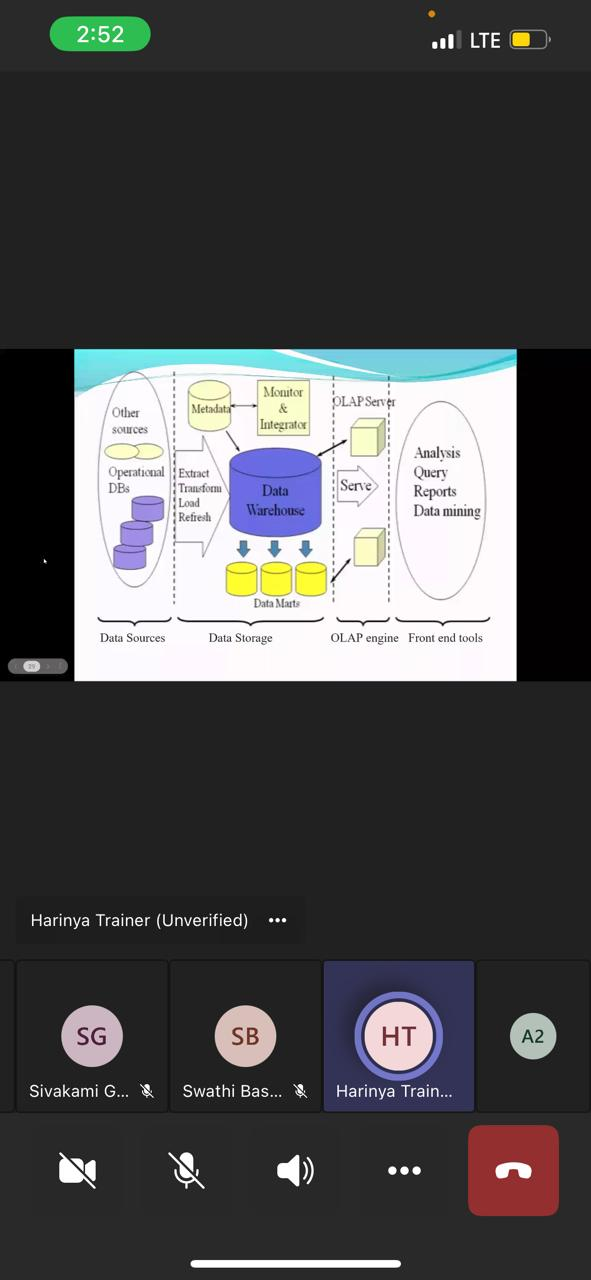 2:52
LTE
Other
sources
Operational
DBs
Extract
Transform
Load
Refresh
Metadata
Monitor
&
Integrator
Data
Warehouse
Data Marts
OLAP Server
Serve
Analysis
Query
Reports
Data mining
Data Sources
Data Storage
OLAP engine
Front end tools
Harinya Trainer (Unverified)
SG
SB
HT
A2
Sivakami G...
Swathi Bas...
Harinya Train...